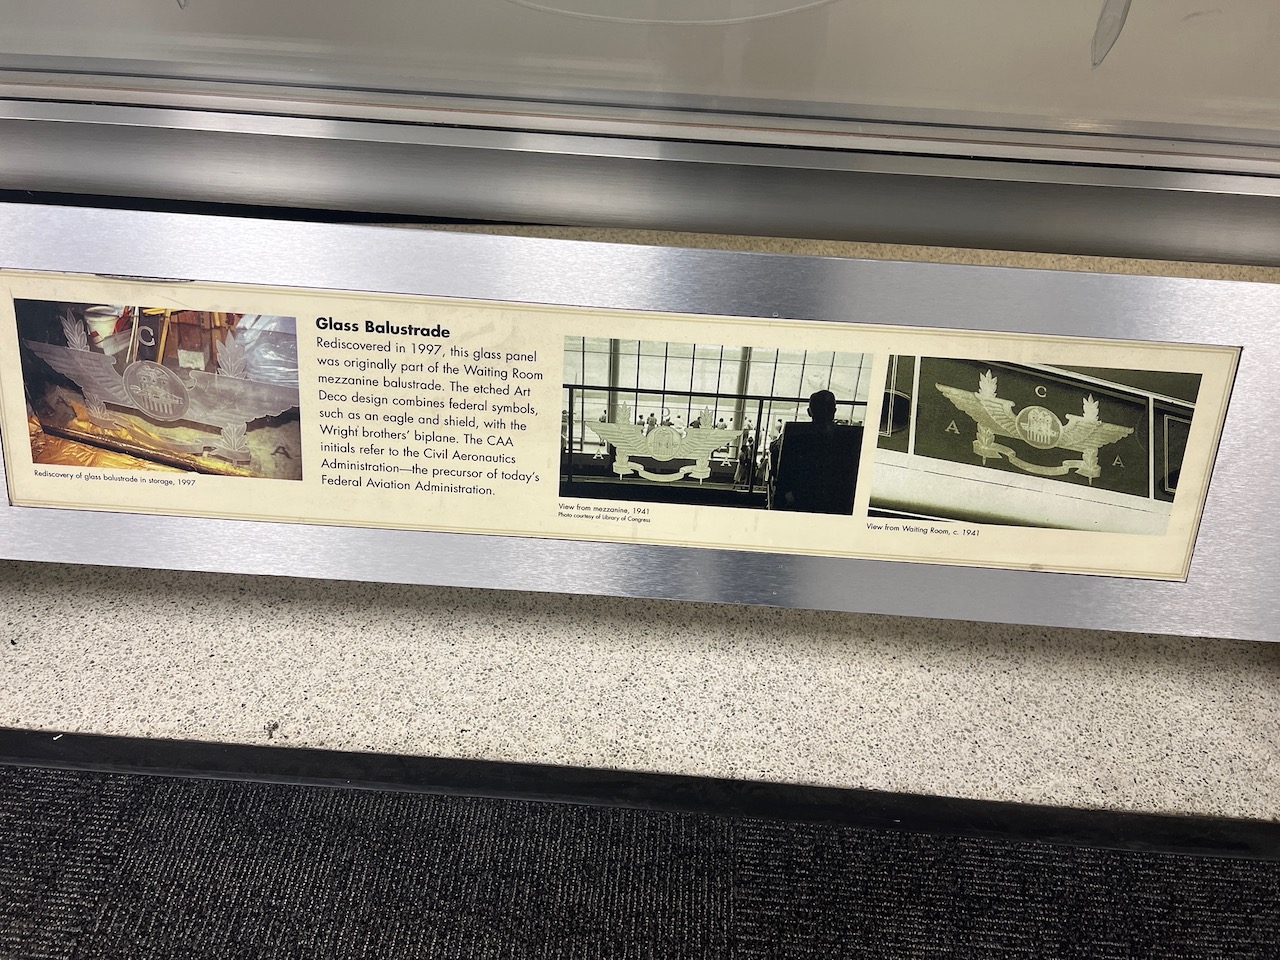 Glass Balustrade
Rediscovered in 1997, this glass panel
was originally part of the Waiting Room
mezzanine balustrade. The etched Art
Deco design combines federal symbols,
such as an eagle and shield, with the
Wright brothers' biplane. The CAA
initials refer to the Civil Aeronautics
Administration—the precursor of today's
Federal Aviation Administration.
C
A
Rediscovery of glass balustrade in storage, 1997
View from mezzanine, 1941
Photo courtesy of Library of Congress
C
A
A
View from Waiting Room, c. 1941